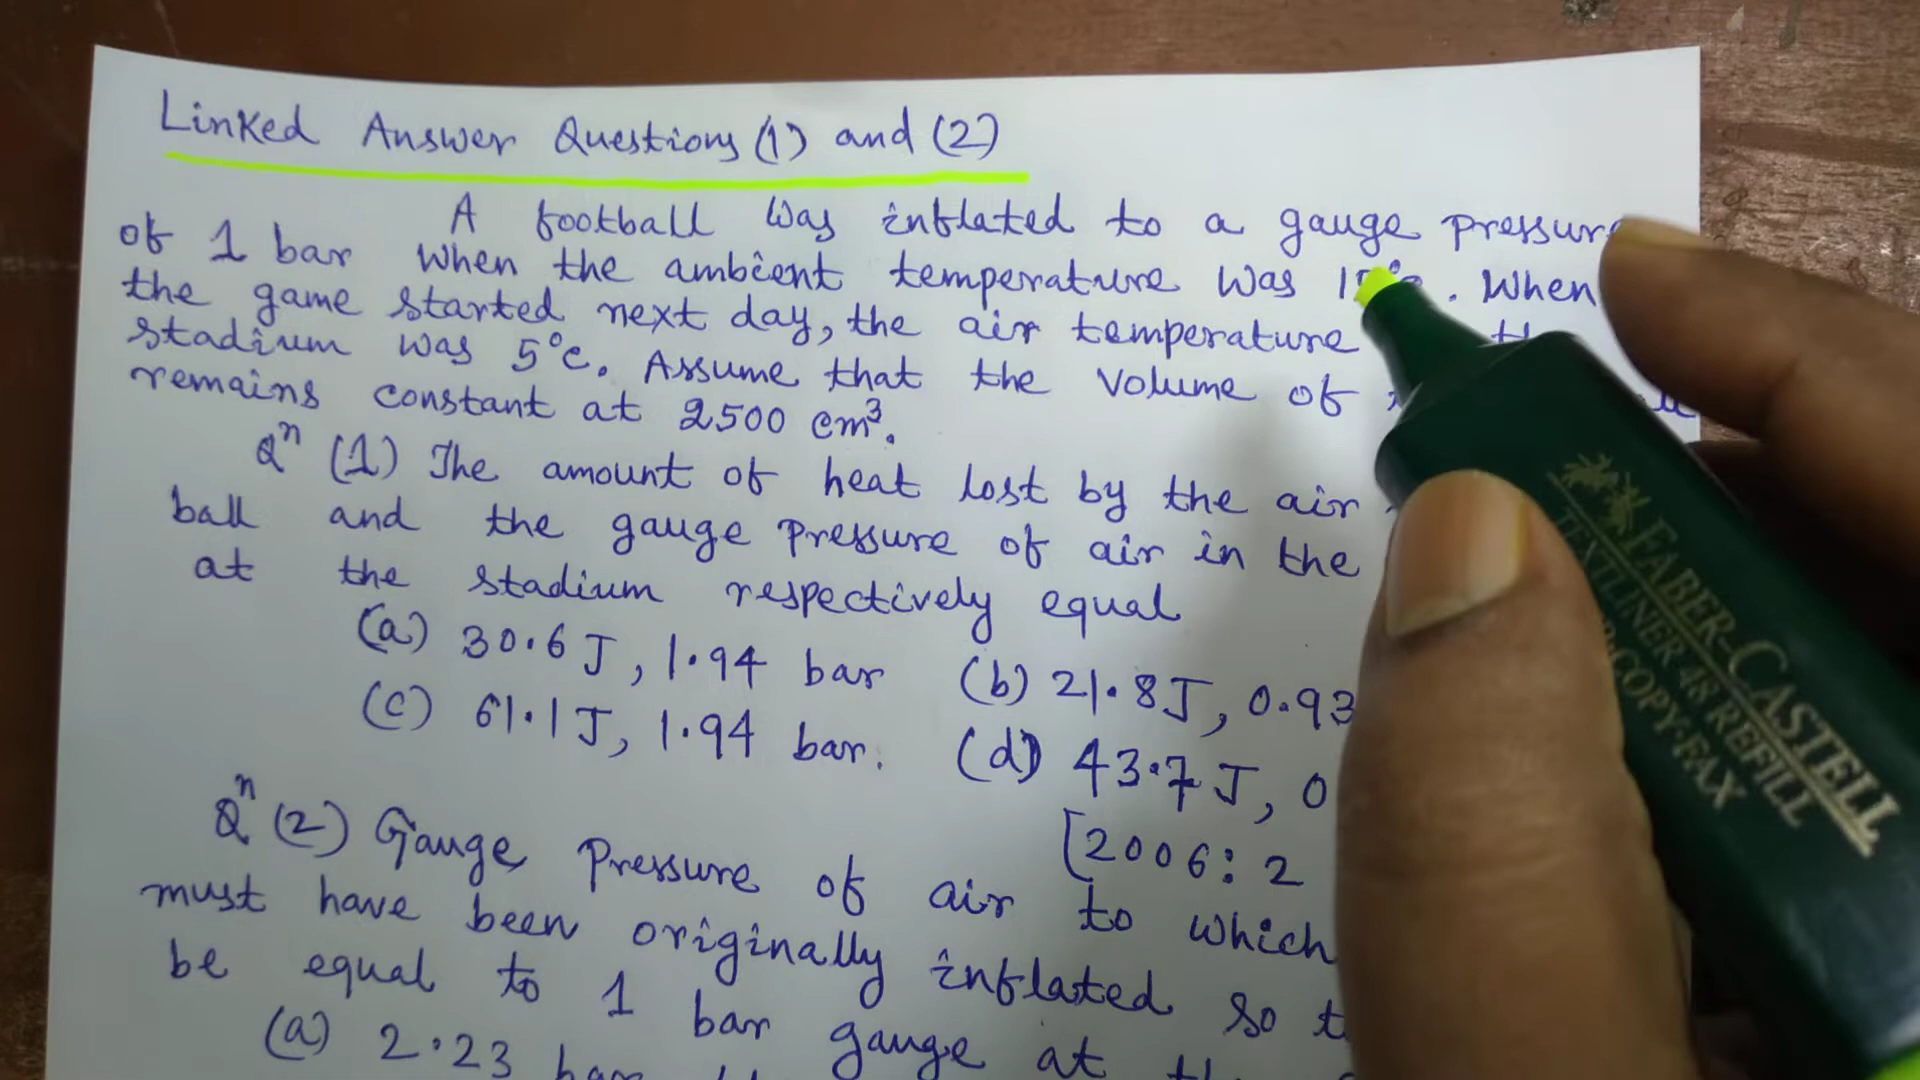 Linked Answer Questions (1) and (2)
A football was inflated to a gauge pressure
of 1 bar when the ambient temperature was . When
the game started next day, the air temperature
stadium was 5°c. Assume that the volume of
remains constant at 2500 cm³.
Qⁿ (1) The amount of heat lost by the air
ball and the gauge pressure of air in the
at the stadium respectively equal
(a) 30.6 J, 1.94 bar (b) 21.8J, 0.93
(c) 61.1 J, 1.94 bar. (d) 43.7 J, 0
[2006: 2
Qⁿ (2) Gauge pressure of air to which
must have been originally inflated so
be equal to 1 bar gauge at
(a) 2.23 bar
FABER-CASTELL
TEXTLINER 48 REFILL
COPY-FAX